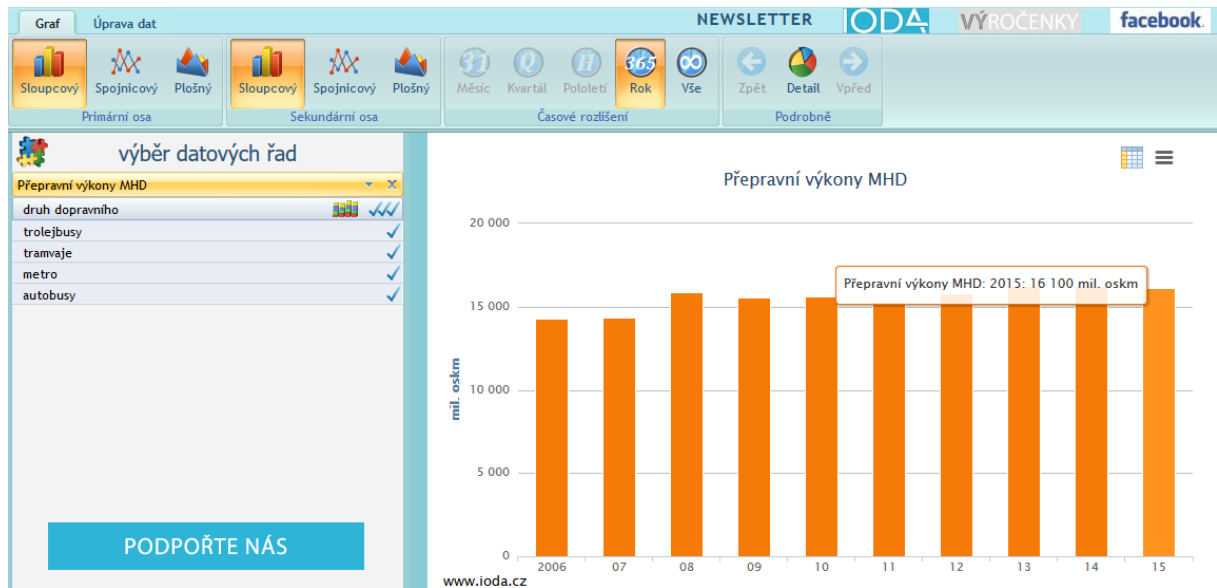 Graf Úprava dat NEWSLETTER IODA VÝROČENKY facebook.
31 Q H 365
Sloupcový Spojnicový Plošný Sloupcový Spojnicový Plošný Měsíc Kvartál Pololetí Rok Vše Zpět Detail Vpřed
Primární osa Sekundární osa Časové rozlišení Podrobně
výběr datových řad
Přepravní výkony MHD
druh dopravního
trolejbusy
tramvaje
metro
autobusy
PODPOŘTE NÁS
Přepravní výkony MHD
20 000
Přepravní výkony MHD: 2015: 16 100 mil. oskm
15 000
mil. oskm
10 000
5 000
0
2006 07 08 09 10 11 12 13 14 15
www.ioda.cz